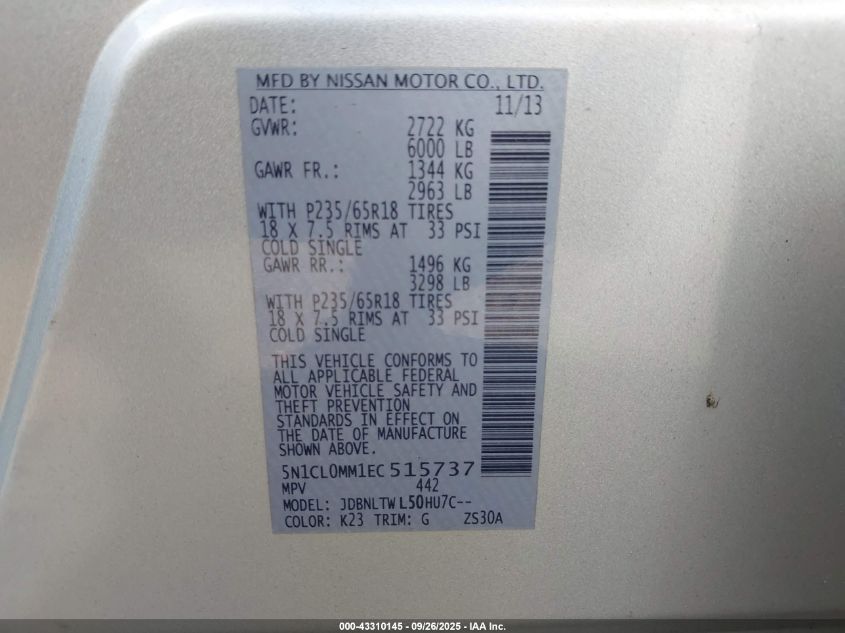 MFD BY NISSAN MOTOR CO., LTD.
DATE: 11/13
GVWR: 2722 KG
6000 LB
GAWR FR.: 1344 KG
2963 LB
WITH P235/65R18 TIRES
18 X 7.5 RIMS AT 33 PSI
COLD SINGLE
GAWR RR.: 1496 KG
3298 LB
WITH P235/65R18 TIRES
18 X 7.5 RIMS AT 33 PSI
COLD SINGLE
THIS VEHICLE CONFORMS TO
ALL APPLICABLE FEDERAL
MOTOR VEHICLE SAFETY AND
THEFT PREVENTION
STANDARDS IN EFFECT ON
THE DATE OF MANUFACTURE
SHOWN ABOVE.
5N1CL0MM1EC515737
MPV 442
MODEL: JDBNLTWL50HU7C--
COLOR: K23 TRIM: G ZS30A
000-43310145 - 09/26/2025 - IAA Inc.